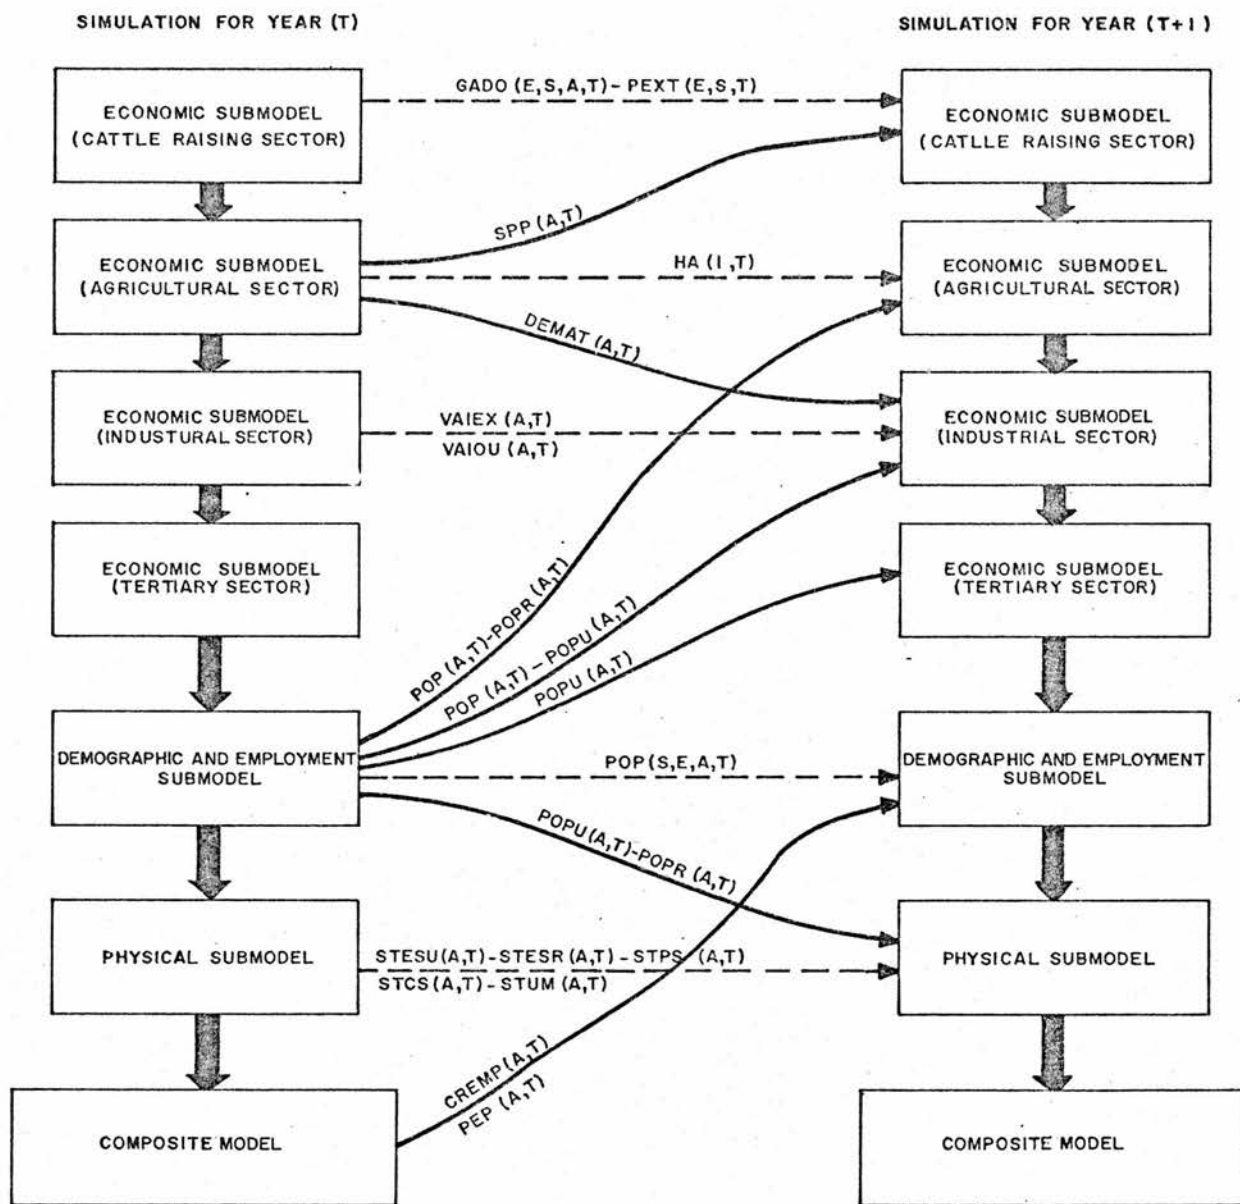 SIMULATION FOR YEAR (T)
SIMULATION FOR YEAR (T+1)
ECONOMIC SUBMODEL
(CATTLE RAISING SECTOR)
GADO (E,S,A,T) - PEXT (E,S,T)
ECONOMIC SUBMODEL
(CATLLE RAISING SECTOR)
SPP (A,T)
ECONOMIC SUBMODEL
(AGRICULTURAL SECTOR)
HA (I,T)
ECONOMIC SUBMODEL
(AGRICULTURAL SECTOR)
DEMAT (A,T)
ECONOMIC SUBMODEL
(INDUSTURAL SECTOR)
VAIEX (A,T)
VAIOU (A,T)
ECONOMIC SUBMODEL
(INDUSTRIAL SECTOR)
ECONOMIC SUBMODEL
(TERTIARY SECTOR)
ECONOMIC SUBMODEL
(TERTIARY SECTOR)
POP (A,T)-POPR (A,T)
POP (A,T) - POPU (A,T)
POPU (A,T)
DEMOGRAPHIC AND EMPLOYMENT
SUBMODEL
POP (S,E,A,T)
DEMOGRAPHIC AND EMPLOYMENT
SUBMODEL
POPU (A,T)-POPR (A,T)
PHYSICAL SUBMODEL
STESU (A,T)-STESR (A,T) - STPS (A,T)
STCS (A,T) - STUM (A,T)
PHYSICAL SUBMODEL
CREMP (A,T)
PEP (A,T)
COMPOSITE MODEL
COMPOSITE MODEL